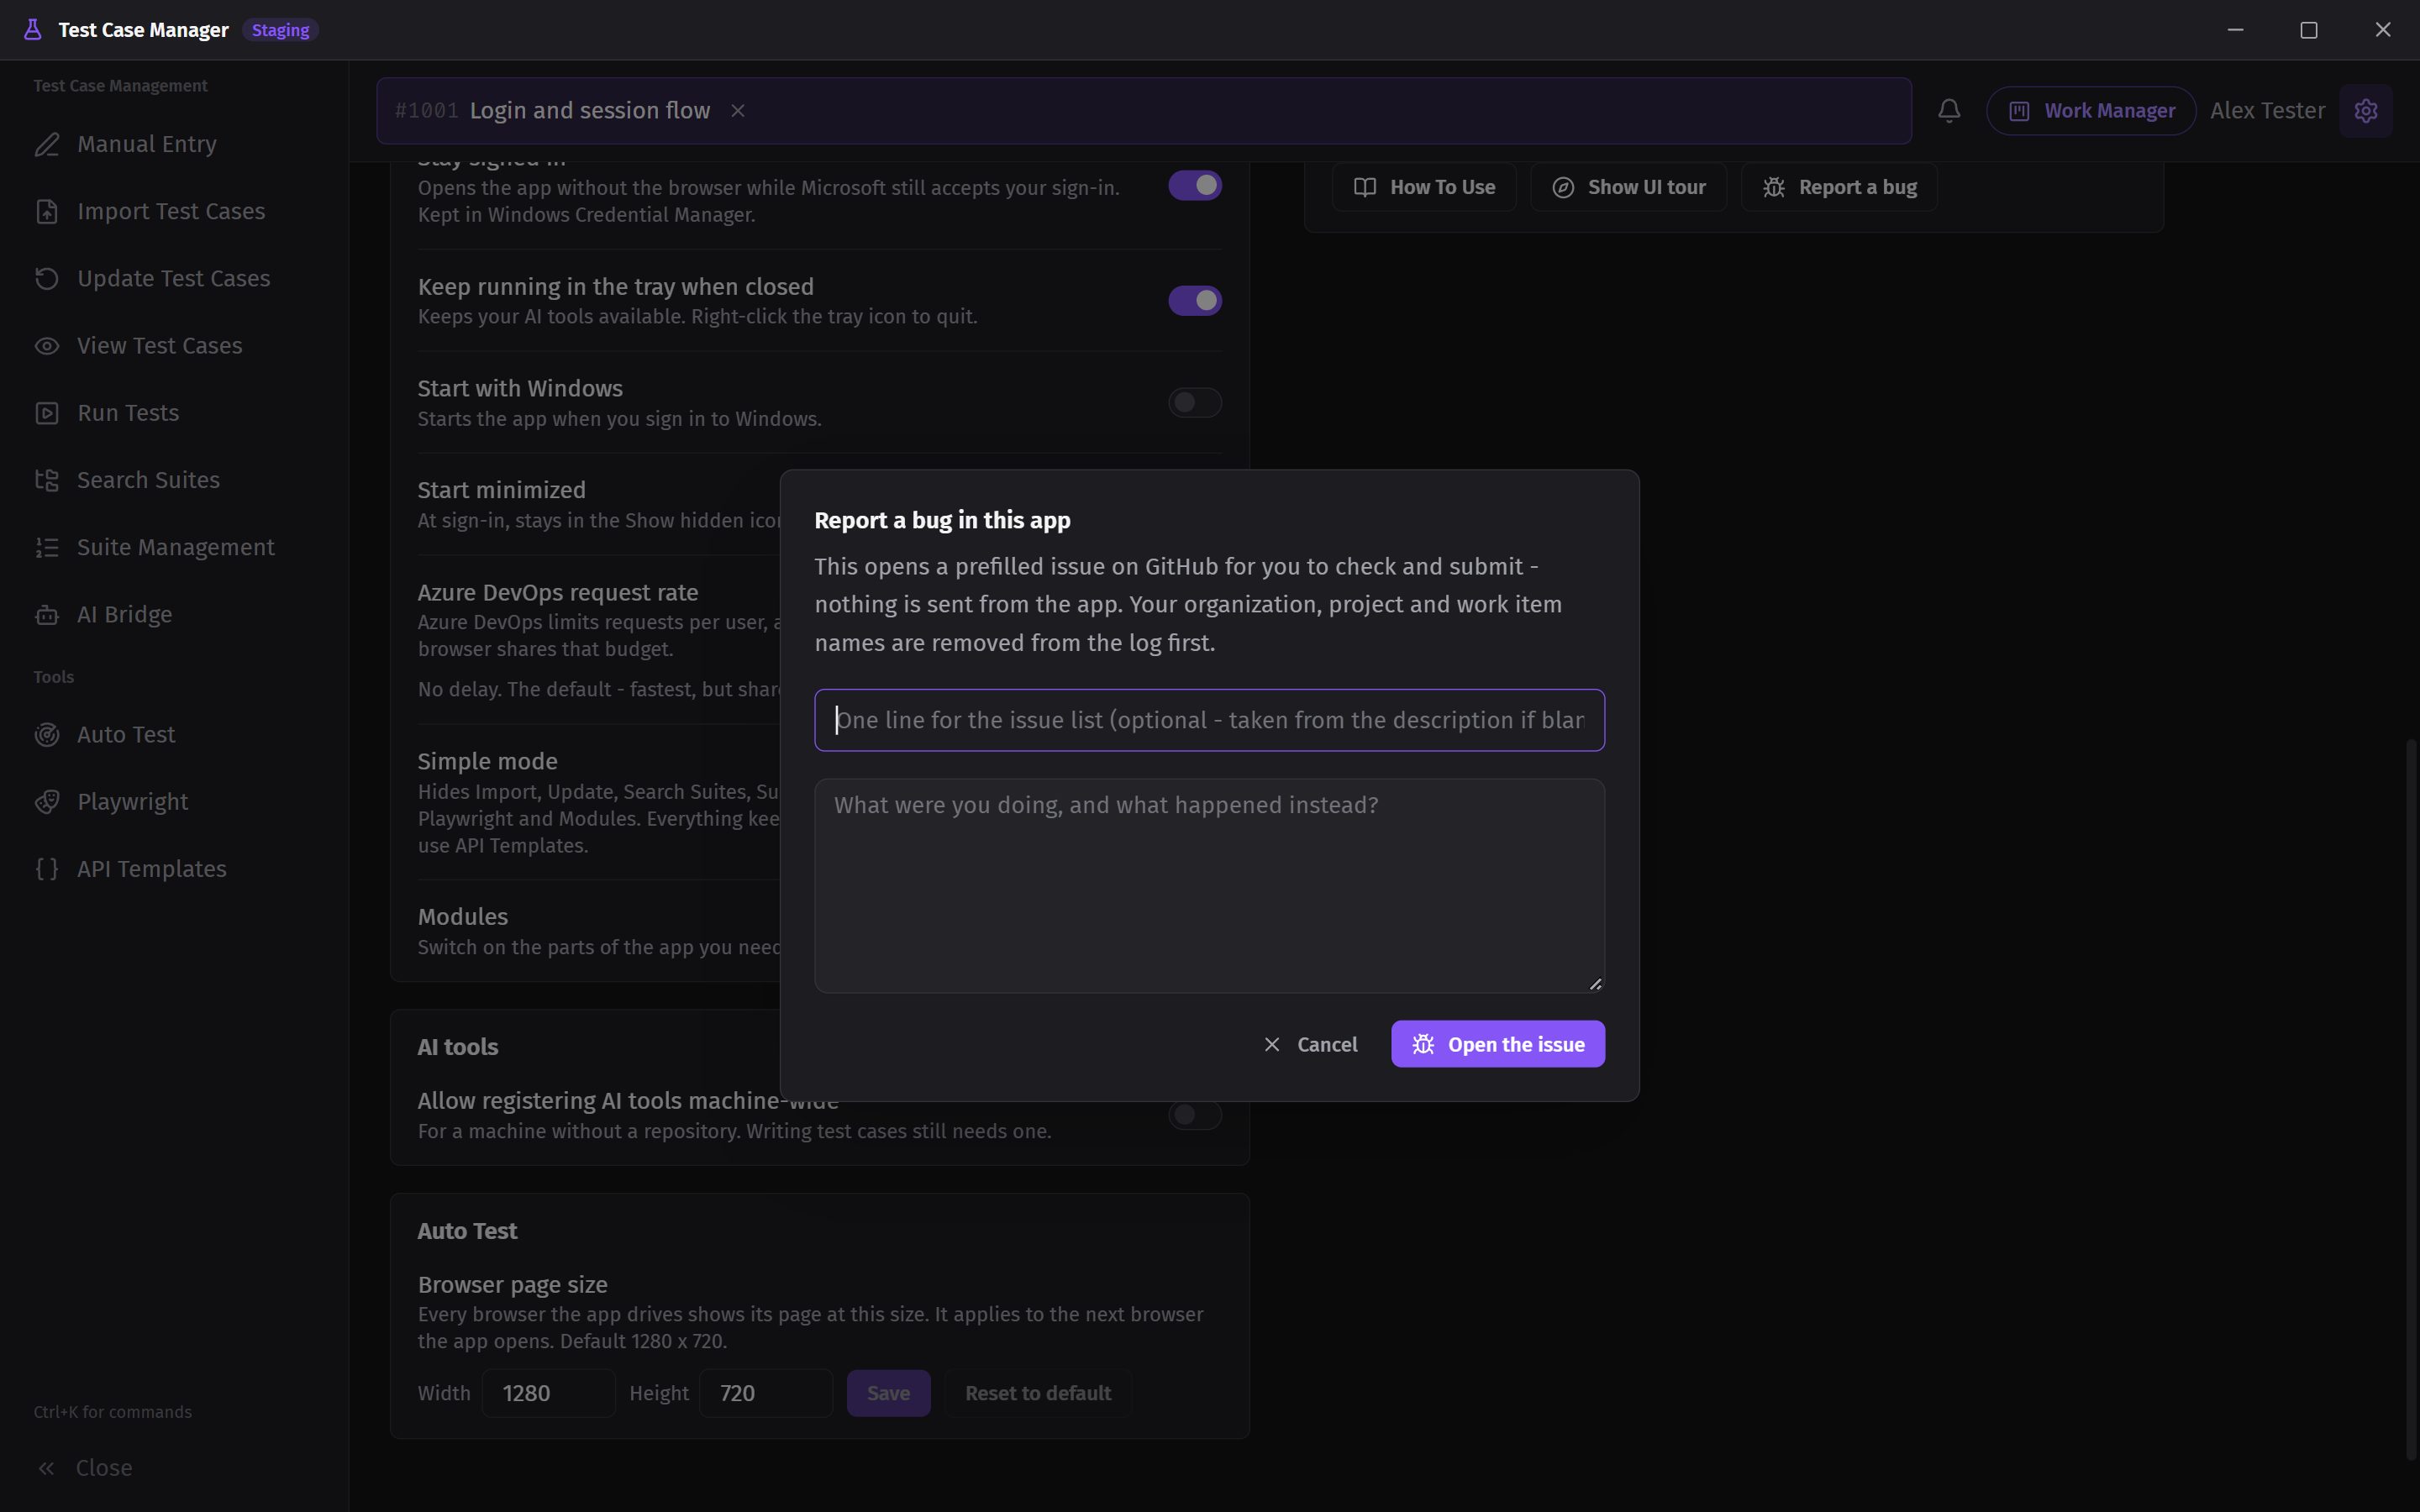 Test Case Manager Staging
Test Case Management
Manual Entry
Import Test Cases
Update Test Cases
View Test Cases
Run Tests
Search Suites
Suite Management
AI Bridge
Tools
Auto Test
Playwright
API Templates
Ctrl+K for commands
Close
#1001 Login and session flow
Work Manager
Alex Tester
Stay signed in
Opens the app without the browser while Microsoft still accepts your sign-in.
Kept in Windows Credential Manager.
Keep running in the tray when closed
Keeps your AI tools available. Right-click the tray icon to quit.
Start with Windows
Starts the app when you sign in to Windows.
Start minimized
At sign-in, stays in the Show hidden
Azure DevOps request rate
Azure DevOps limits requests per user,
browser shares that budget.
No delay. The default - fastest, but
Simple mode
Hides Import, Update, Search Suites,
Playwright and Modules. Everything
use API Templates.
Modules
Switch on the parts of the app you need
AI tools
Allow registering AI tools machine-wide
For a machine without a repository. Writing test cases still needs one.
Auto Test
Browser page size
Every browser the app drives shows its page at this size. It applies to the next browser
the app opens. Default 1280 x 720.
Width 1280 Height 720 Save Reset to default
How To Use Show UI tour Report a bug
Report a bug in this app
This opens a prefilled issue on GitHub for you to check and submit -
nothing is sent from the app. Your organization, project and work item
names are removed from the log first.
One line for the issue list (optional - taken from the description if
What were you doing, and what happened instead?
Cancel Open the issue